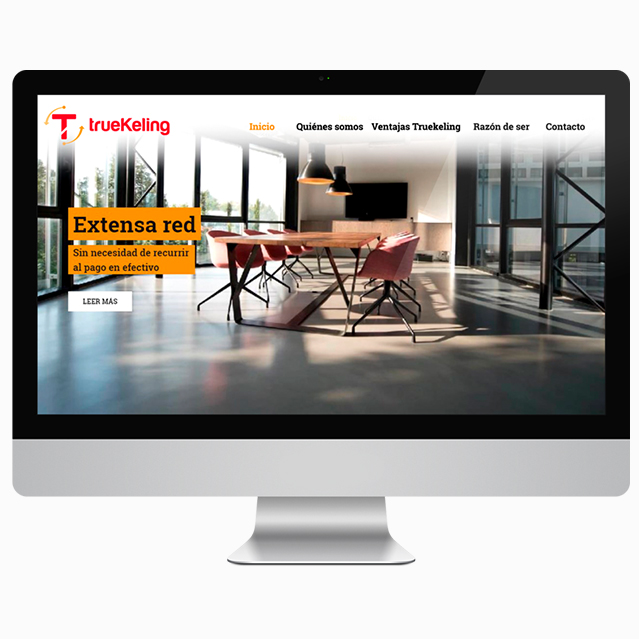 trueKeling
Inicio Quiénes somos Ventajas Truekeling Razón de ser Contacto
Extensa red
Sin necesidad de recurrir
al pago en efectivo
LEER MÁS